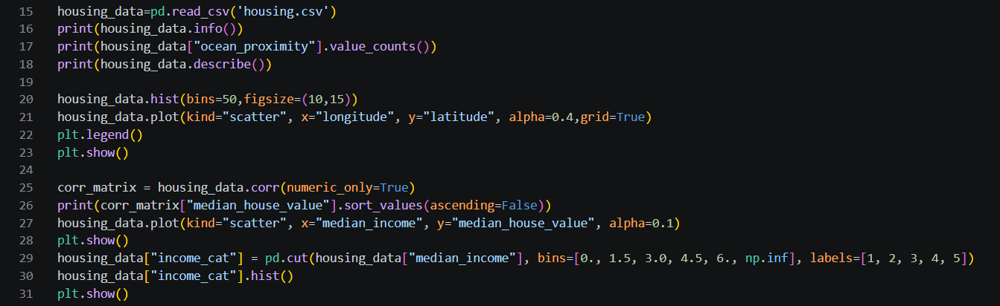 15 housing_data=pd.read_csv('housing.csv')
16 print(housing_data.info())
17 print(housing_data["ocean_proximity"].value_counts())
18 print(housing_data.describe())
19
20 housing_data.hist(bins=50,figsize=(10,15))
21 housing_data.plot(kind="scatter", x="longitude", y="latitude", alpha=0.4,grid=True)
22 plt.legend()
23 plt.show()
24
25 corr_matrix = housing_data.corr(numeric_only=True)
26 print(corr_matrix["median_house_value"].sort_values(ascending=False))
27 housing_data.plot(kind="scatter", x="median_income", y="median_house_value", alpha=0.1)
28 plt.show()
29 housing_data["income_cat"] = pd.cut(housing_data["median_income"], bins=[0., 1.5, 3.0, 4.5, 6., np.inf], labels=[1, 2, 3, 4, 5])
30 housing_data["income_cat"].hist()
31 plt.show()